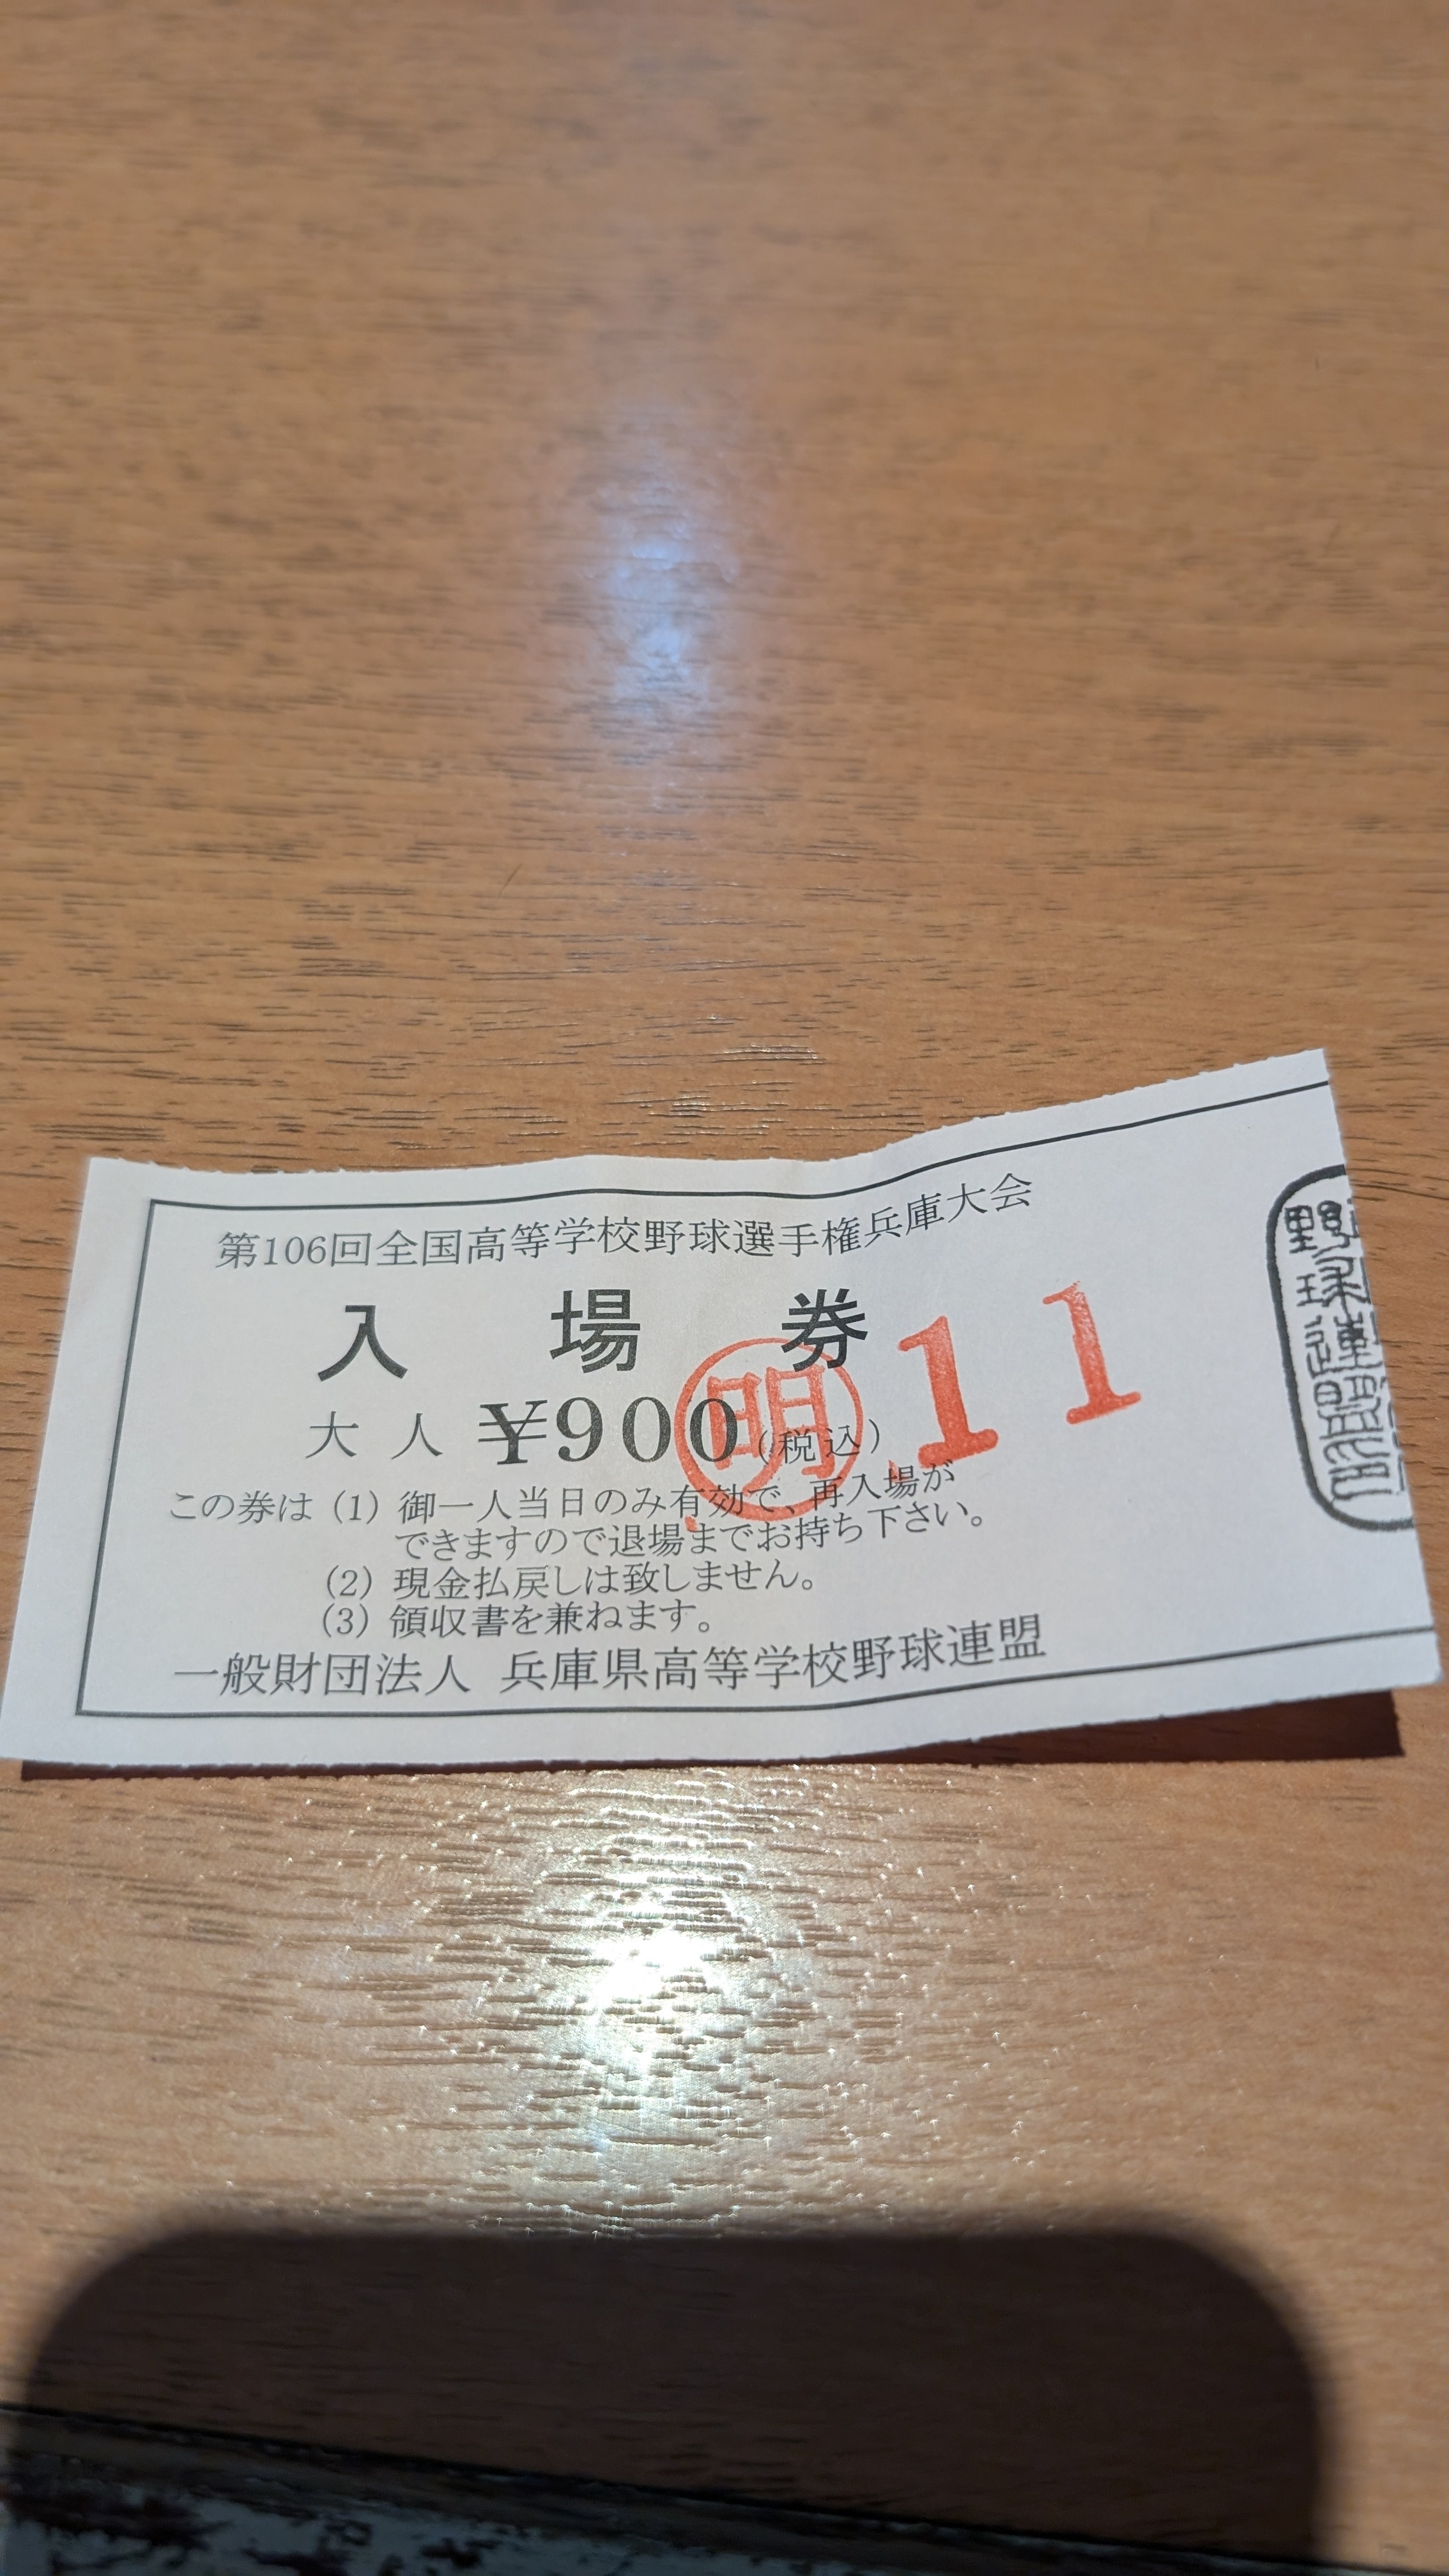 第106回全国高等学校野球選手権兵庫大会
入場券
大人 ¥900(税込)
明
11
この券は (1) 御一人当日のみ有効で、再入場が
できますので退場までお持ち下さい。
(2) 現金払戻しは致しません。
(3) 領収書を兼ねます。
一般財団法人 兵庫県高等学校野球連盟
野球連盟印